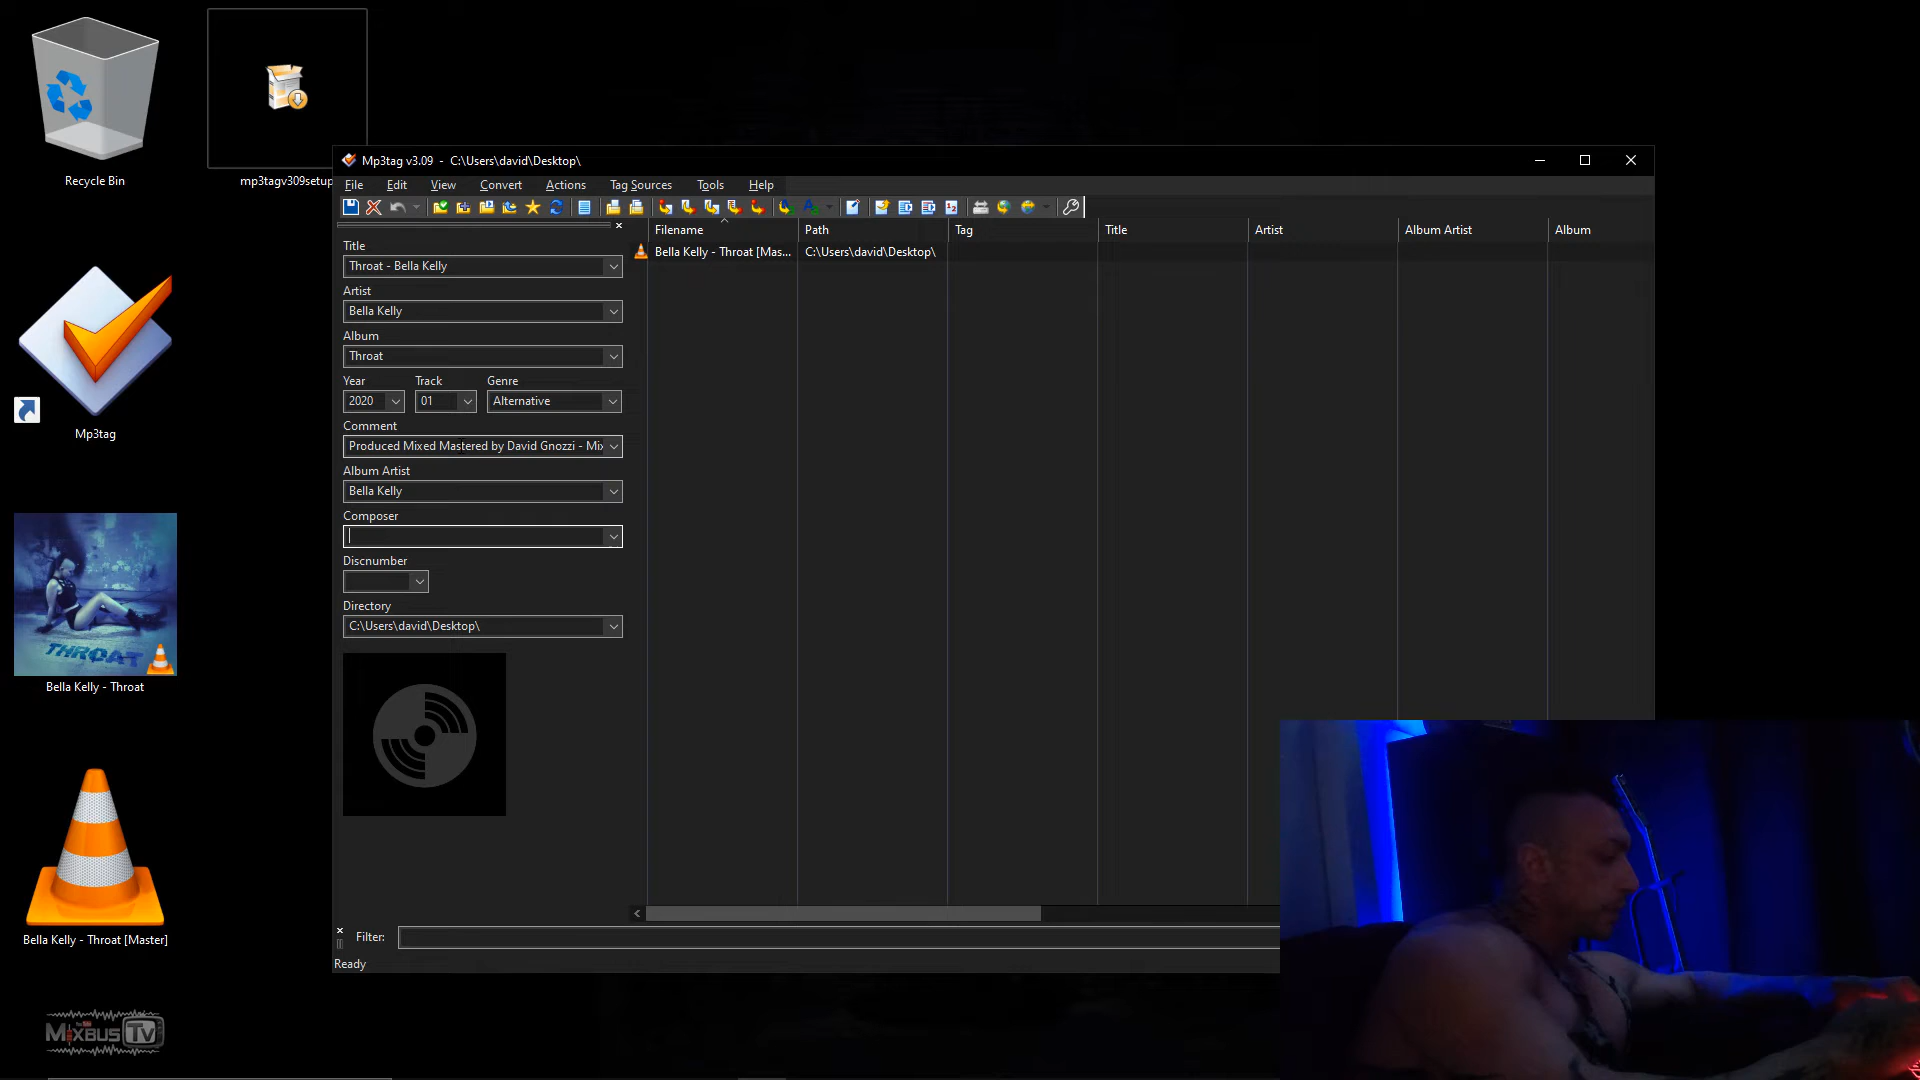 Recycle Bin
mp3tagv309setup
Mp3tag
THROAT
Bella Kelly - Throat
Bella Kelly - Throat [Master]
YouTube
MIXBUS TV
Mp3tag v3.09 - C:\Users\david\Desktop\
File Edit View Convert Actions Tag Sources Tools Help
Title
Throat - Bella Kelly
Artist
Bella Kelly
Album
Throat
Year Track Genre
2020 01 Alternative
Comment
Produced Mixed Mastered by David Gnozzi - Mix
Album Artist
Bella Kelly
Composer
Discnumber
Directory
C:\Users\david\Desktop\
Filename Path Tag Title Artist Album Artist Album
Bella Kelly - Throat [Mas... C:\Users\david\Desktop\
Filter:
Ready